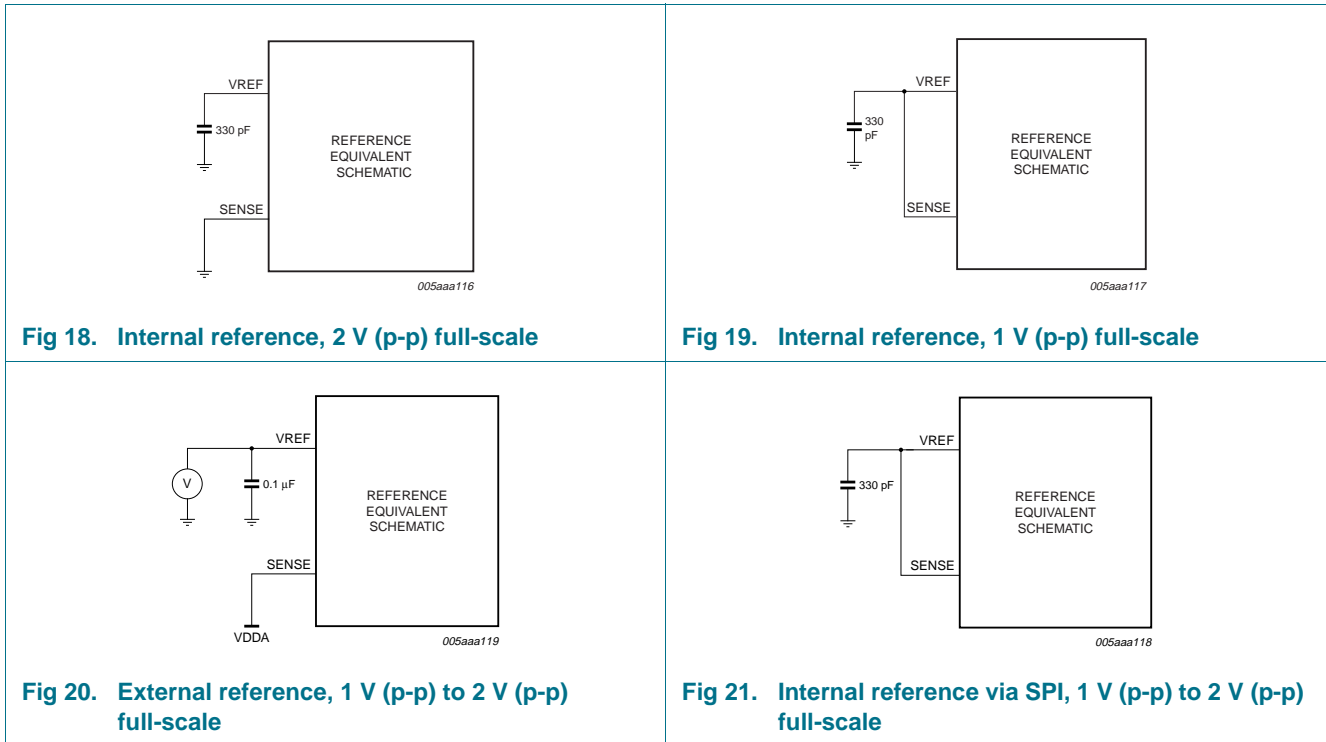 VREF
330 pF
REFERENCE
EQUIVALENT
SCHEMATIC
SENSE
005aaa116
Fig 18. Internal reference, 2 V (p-p) full-scale
VREF
330
pF
REFERENCE
EQUIVALENT
SCHEMATIC
SENSE
005aaa117
Fig 19. Internal reference, 1 V (p-p) full-scale
VREF
V
0.1 μF
REFERENCE
EQUIVALENT
SCHEMATIC
SENSE
VDDA
005aaa119
Fig 20. External reference, 1 V (p-p) to 2 V (p-p)
full-scale
VREF
330 pF
REFERENCE
EQUIVALENT
SCHEMATIC
SENSE
005aaa118
Fig 21. Internal reference via SPI, 1 V (p-p) to 2 V (p-p)
full-scale